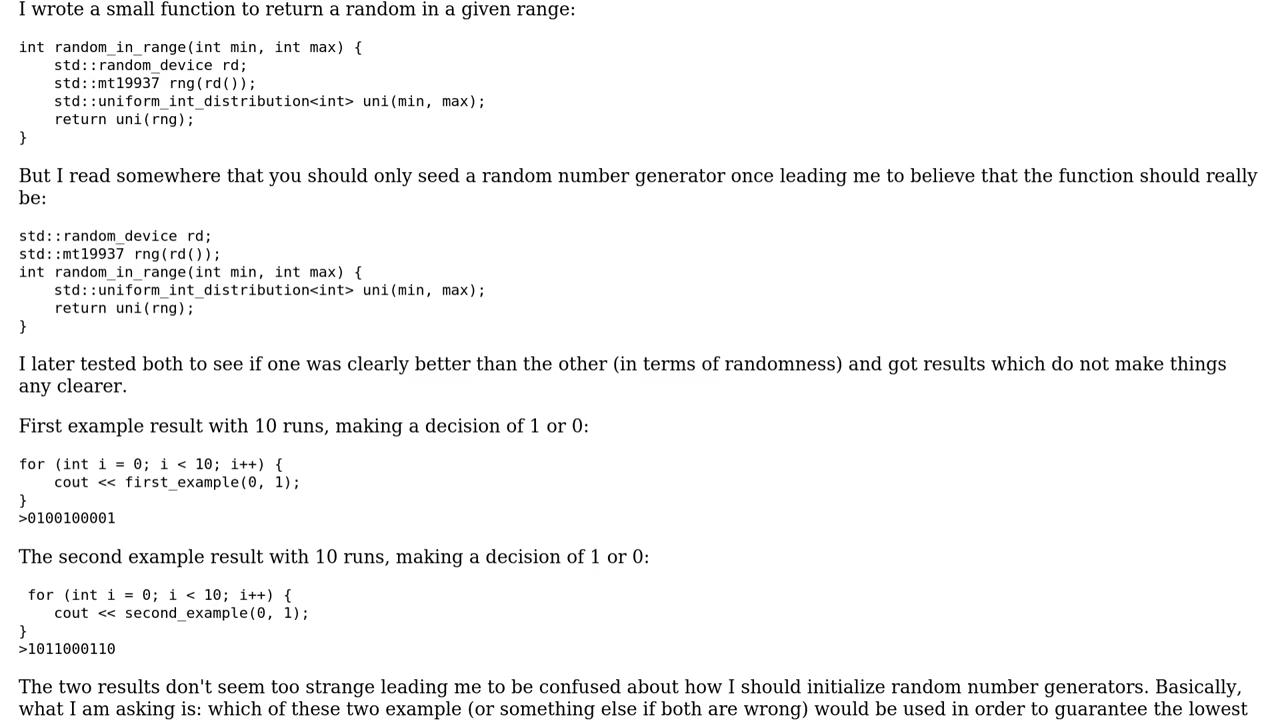 I wrote a small function to return a random in a given range:
int random_in_range(int min, int max) {
    std::random_device rd;
    std::mt19937 rng(rd());
    std::uniform_int_distribution<int> uni(min, max);
    return uni(rng);
}
But I read somewhere that you should only seed a random number generator once leading me to believe that the function should really
be:
std::random_device rd;
std::mt19937 rng(rd());
int random_in_range(int min, int max) {
    std::uniform_int_distribution<int> uni(min, max);
    return uni(rng);
}
I later tested both to see if one was clearly better than the other (in terms of randomness) and got results which do not make things
any clearer.
First example result with 10 runs, making a decision of 1 or 0:
for (int i = 0; i < 10; i++) {
    cout << first_example(0, 1);
}
>0100100001
The second example result with 10 runs, making a decision of 1 or 0:
 for (int i = 0; i < 10; i++) {
    cout << second_example(0, 1);
}
>1011000110
The two results don't seem too strange leading me to be confused about how I should initialize random number generators. Basically,
what I am asking is: which of these two example (or something else if both are wrong) would be used in order to guarantee the lowest